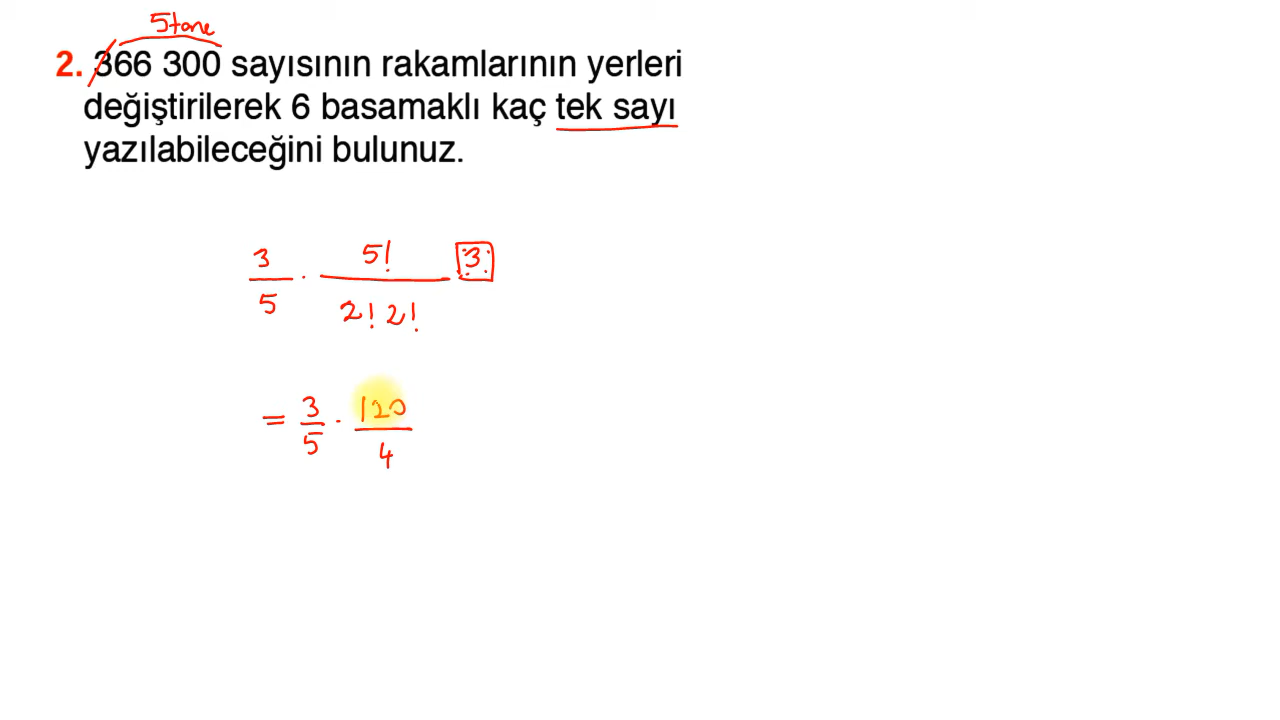 5tane
2. 366 300 sayısının rakamlarının yerleri
değiştirilerek 6 basamaklı kaç tek sayı
yazılabileceğini bulunuz.
3/5 · 5!/2! 2! 3
= 3/5 · 120/4